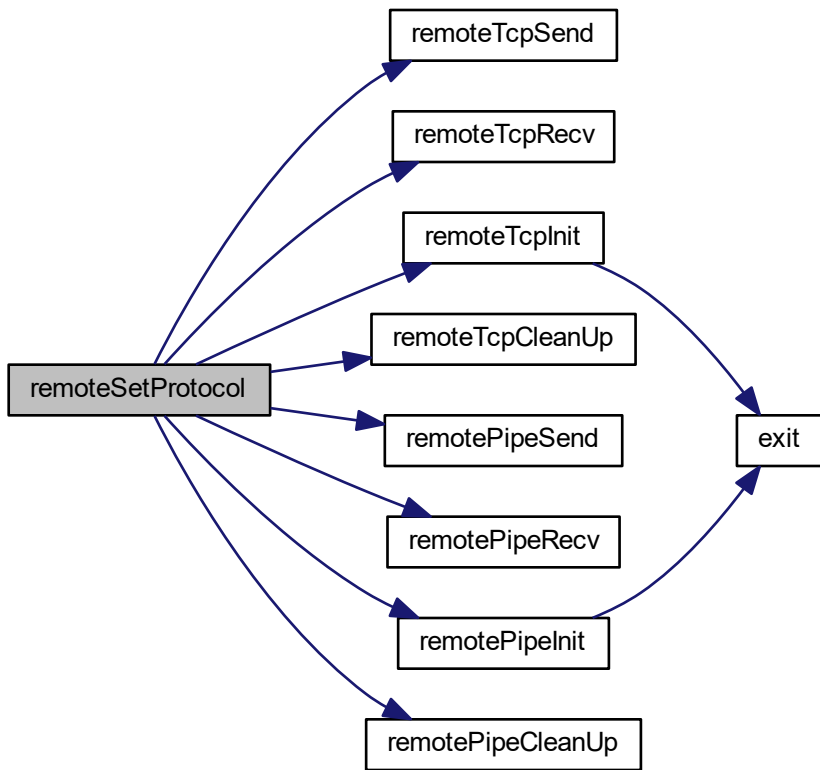 remoteTcpSend
remoteTcpRecv
remoteTcpInit
remoteTcpCleanUp
remoteSetProtocol
remotePipeSend
exit
remotePipeRecv
remotePipeInit
remotePipeCleanUp